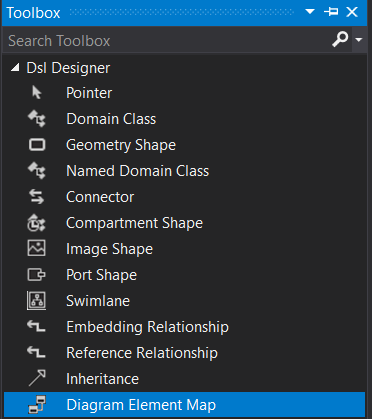 Toolbox
Search Toolbox
Dsl Designer
Pointer
Domain Class
Geometry Shape
Named Domain Class
Connector
Compartment Shape
Image Shape
Port Shape
Swimlane
Embedding Relationship
Reference Relationship
Inheritance
Diagram Element Map